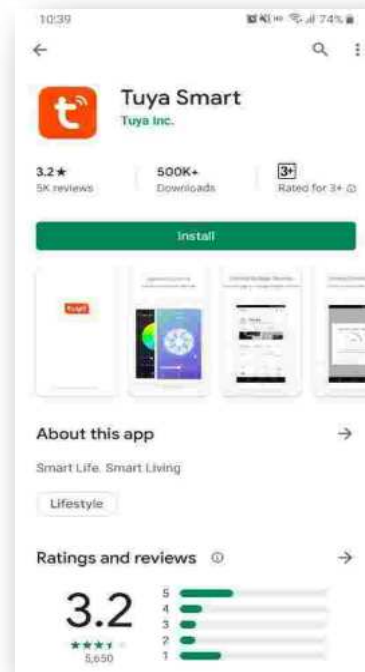 10:39
74%
Tuya Smart
Tuya Inc.
3.2★
5K reviews
500K+
Downloads
3+
Rated for 3+
Install
tuya
About this app
Smart Life, Smart Living
Lifestyle
Ratings and reviews
3.2
5,650
5
4
3
2
1